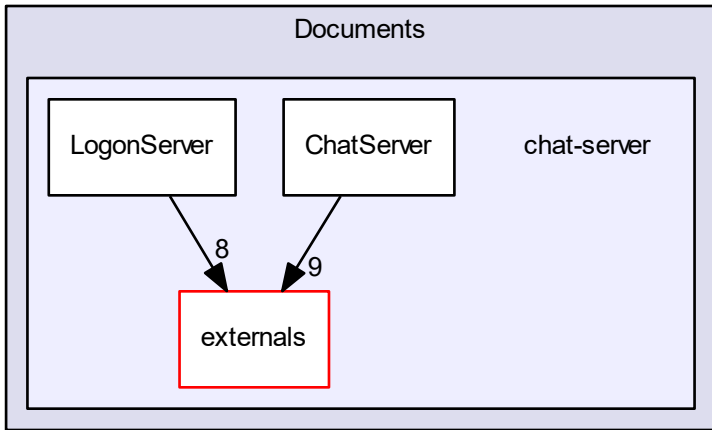 Documents
LogonServer
ChatServer
chat-server
8
9
externals